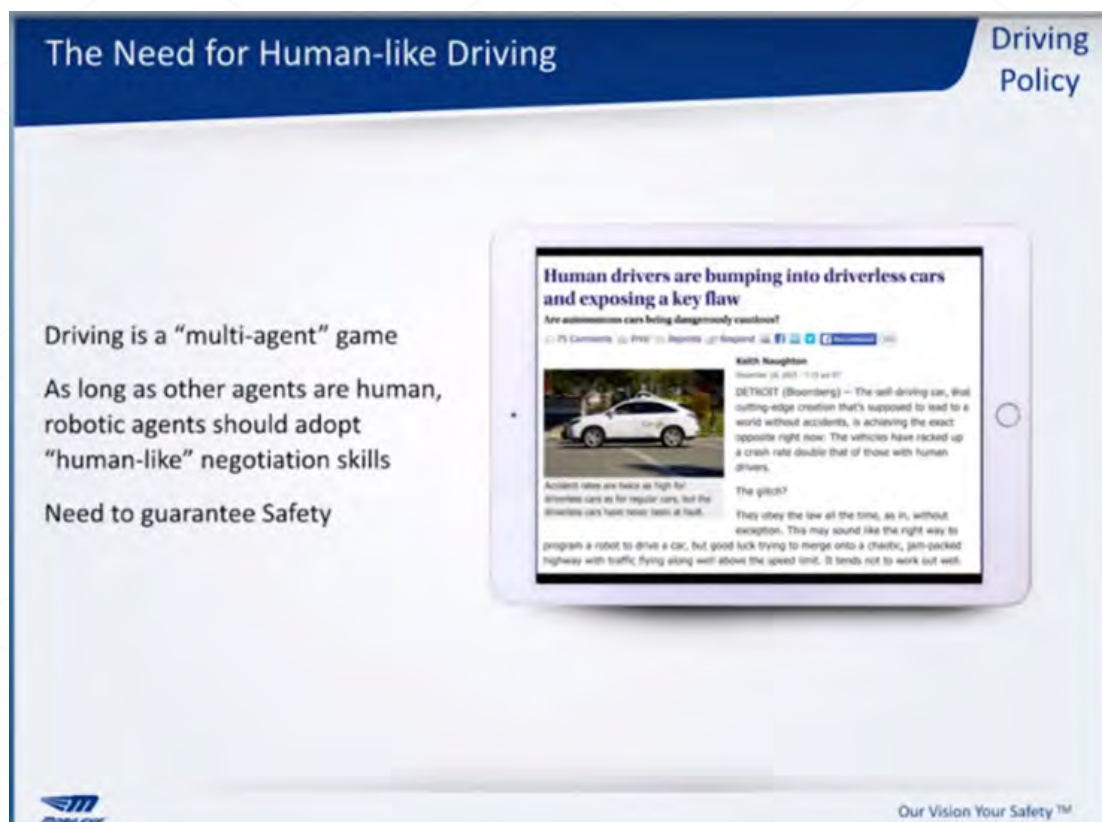 The Need for Human-like Driving
Driving
Policy
Driving is a “multi-agent” game
As long as other agents are human,
robotic agents should adopt
“human-like” negotiation skills
Need to guarantee Safety
Human drivers are bumping into driverless cars
and exposing a key flaw
Are autonomous cars being dangerously cautious?
75 Comments Print Reprints Respond
Keith Naughton
DETROIT (Bloomberg) — The self-driving car, that
cutting-edge creation that's supposed to lead to a
world without accidents, is achieving the exact
opposite right now: The vehicles have racked up
a crash rate double that of those with human
drivers.
Accident rates are twice as high for
driverless cars as for regular cars, but the
driverless cars have never been at fault.
The glitch?
They obey the law all the time, as in, without
exception. This may sound like the right way to
program a robot to drive a car, but good luck trying to merge onto a chaotic, jam-packed
highway with traffic flying along well above the speed limit. It tends not to work out well.
Our Vision Your Safety ™